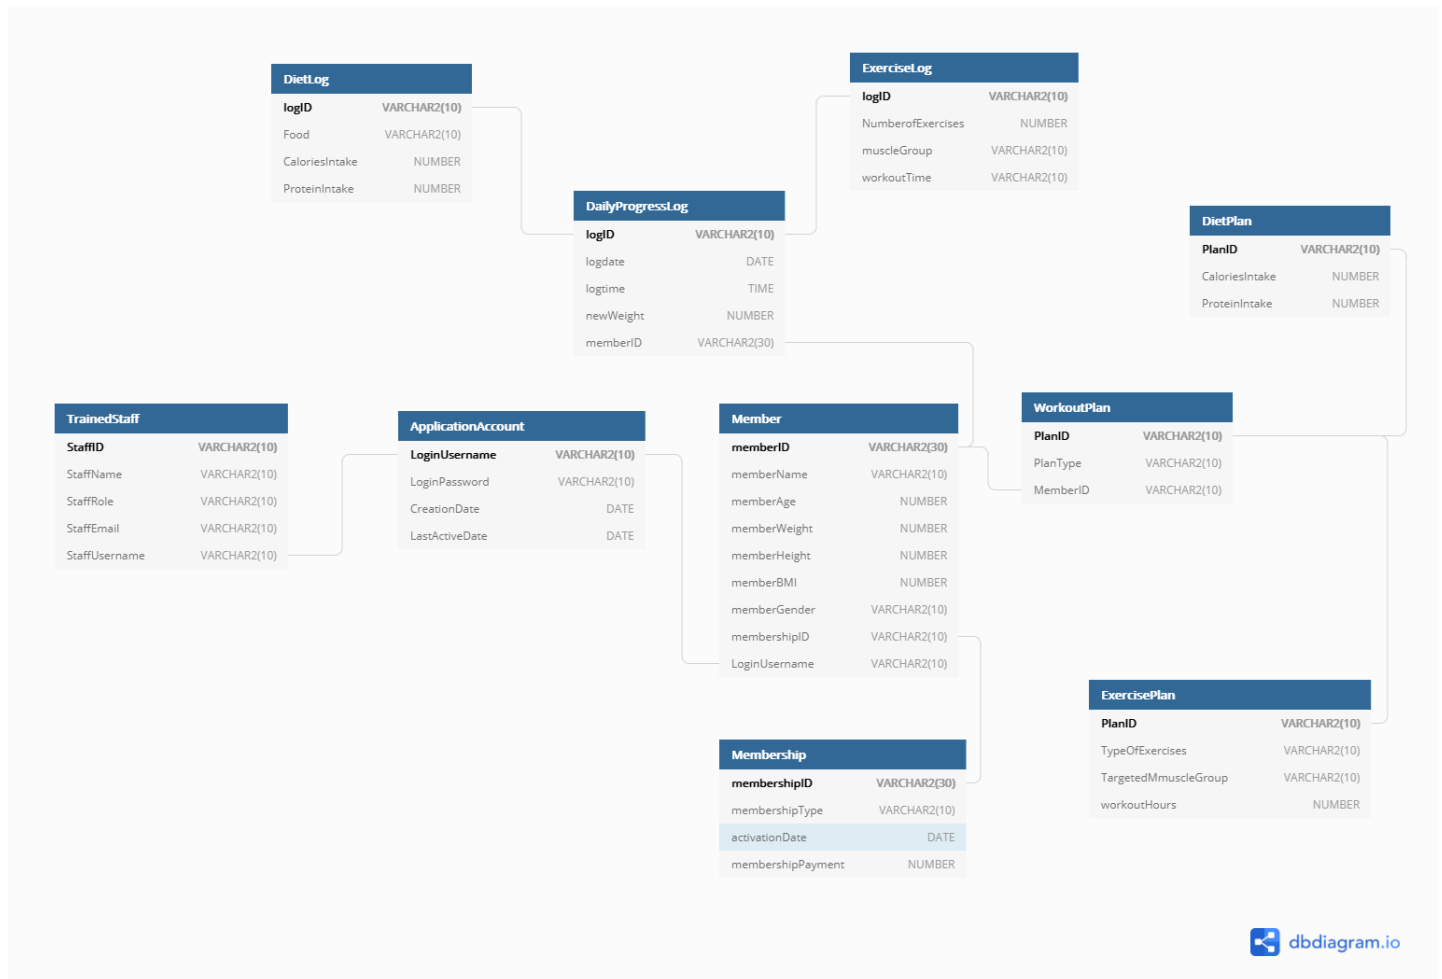 DietLog
logID VARCHAR2(10)
Food VARCHAR2(10)
CaloriesIntake NUMBER
ProteinIntake NUMBER
ExerciseLog
logID VARCHAR2(10)
NumberofExercises NUMBER
muscleGroup VARCHAR2(10)
workoutTime VARCHAR2(10)
DailyProgressLog
logID VARCHAR2(10)
logdate DATE
logtime TIME
newWeight NUMBER
memberID VARCHAR2(30)
DietPlan
PlanID VARCHAR2(10)
CaloriesIntake NUMBER
ProteinIntake NUMBER
TrainedStaff
StaffID VARCHAR2(10)
StaffName VARCHAR2(10)
StaffRole VARCHAR2(10)
StaffEmail VARCHAR2(10)
StaffUsername VARCHAR2(10)
ApplicationAccount
LoginUsername VARCHAR2(10)
LoginPassword VARCHAR2(10)
CreationDate DATE
LastActiveDate DATE
Member
memberID VARCHAR2(30)
memberName VARCHAR2(10)
memberAge NUMBER
memberWeight NUMBER
memberHeight NUMBER
memberBMI NUMBER
memberGender VARCHAR2(10)
membershipID VARCHAR2(10)
LoginUsername VARCHAR2(10)
WorkoutPlan
PlanID VARCHAR2(10)
PlanType VARCHAR2(10)
MemberID VARCHAR2(10)
ExercisePlan
PlanID VARCHAR2(10)
TypeOfExercises VARCHAR2(10)
TargetedMmuscleGroup VARCHAR2(10)
workoutHours NUMBER
Membership
membershipID VARCHAR2(30)
membershipType VARCHAR2(10)
activationDate DATE
membershipPayment NUMBER
dbdiagram.io